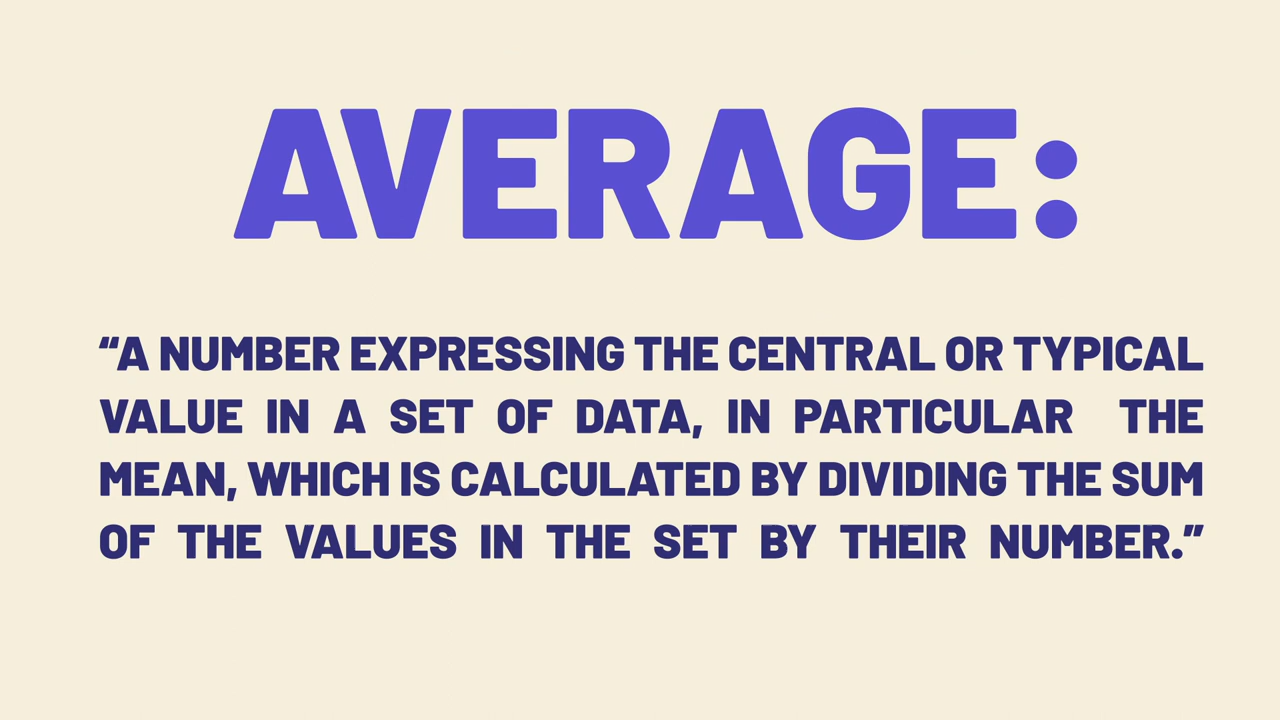 AVERAGE:
“A NUMBER EXPRESSING THE CENTRAL OR TYPICAL
VALUE IN A SET OF DATA, IN PARTICULAR THE
MEAN, WHICH IS CALCULATED BY DIVIDING THE SUM
OF THE VALUES IN THE SET BY THEIR NUMBER.”